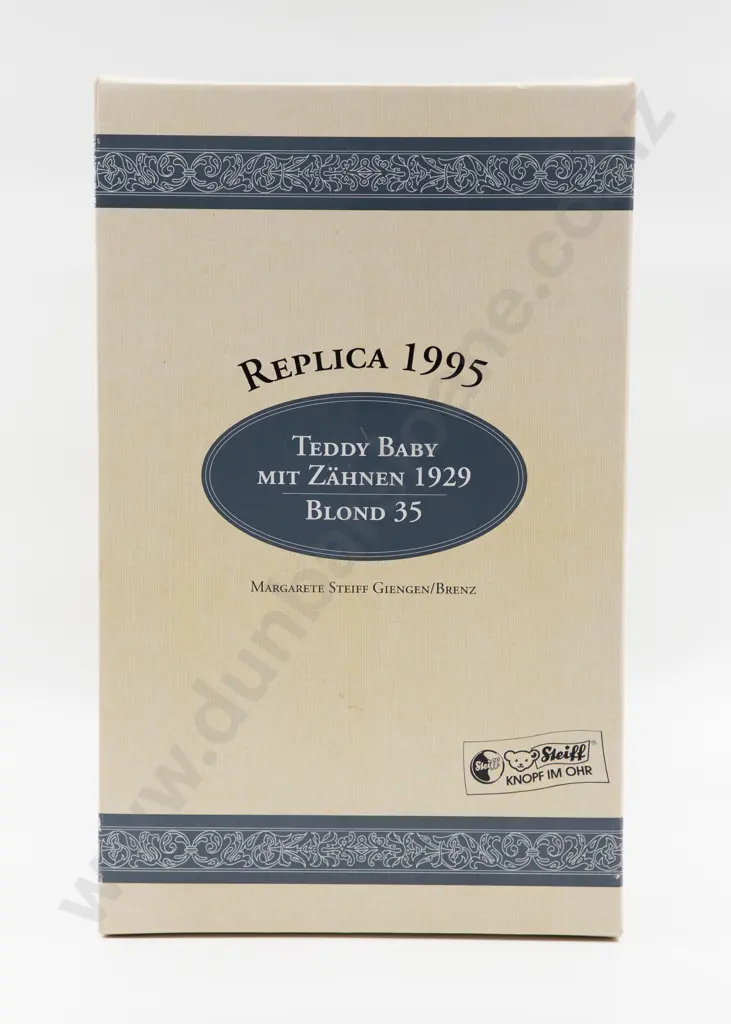 Replica 1995
Teddy Baby
mit Zähnen 1929
Blond 35
Margarete Steiff Giengen/Brenz
Steiff
Steiff®
KNOPF IM OHR